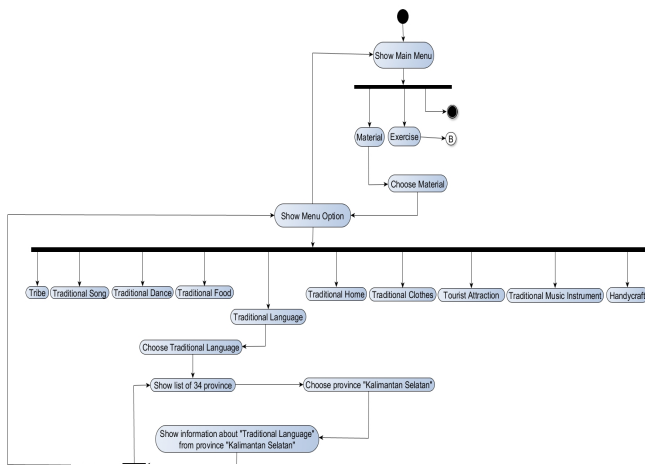 Show Main Menu
Material
Exercise
B
Choose Material
Show Menu Option
Tribe
Traditional Song
Traditional Dance
Traditional Food
Traditional Home
Traditional Clothes
Tourist Attraction
Traditional Music Instrument
Handycraft
Traditional Language
Choose Traditional Language
Show list of 34 province
Choose province "Kalimantan Selatan"
Show information about "Traditional Language"
from province "Kalimantan Selatan"